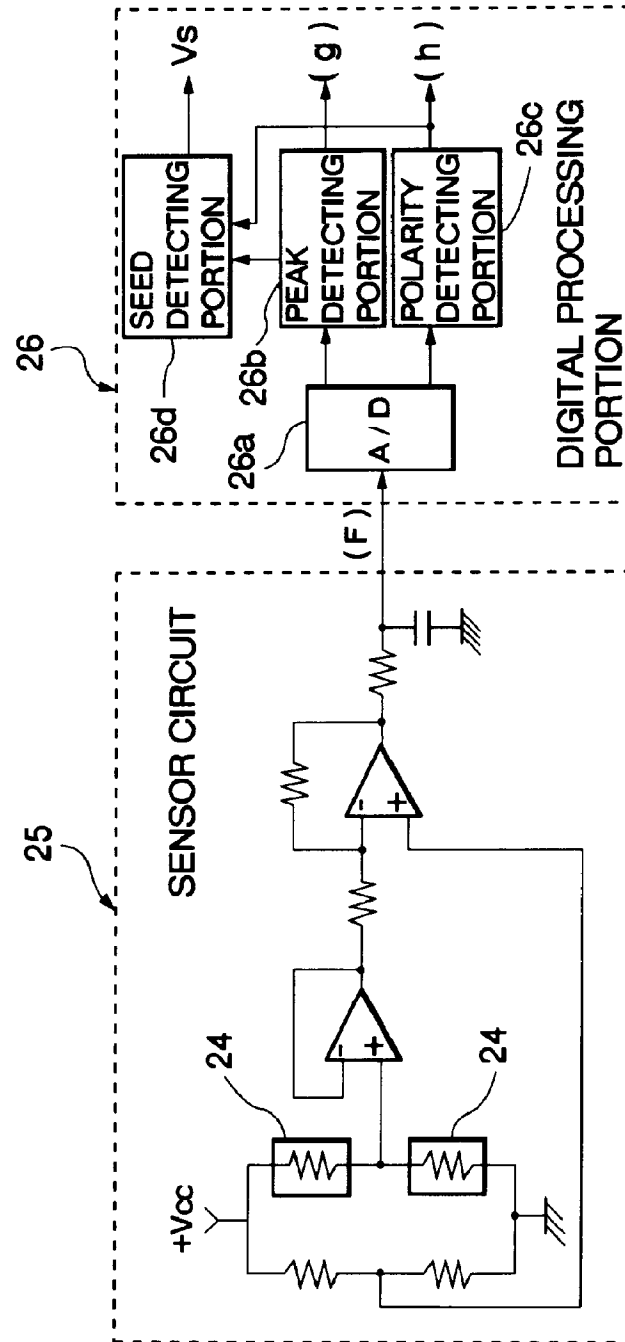 25
SENSOR CIRCUIT
+Vcc
24
24
-
+
-
+
(F)
26
26d
SEED
DETECTING
PORTION
Vs
26b
PEAK
DETECTING
PORTION
(g)
26a
A/D
POLARITY
DETECTING
PORTION
(h)
26c
DIGITAL PROCESSING
PORTION